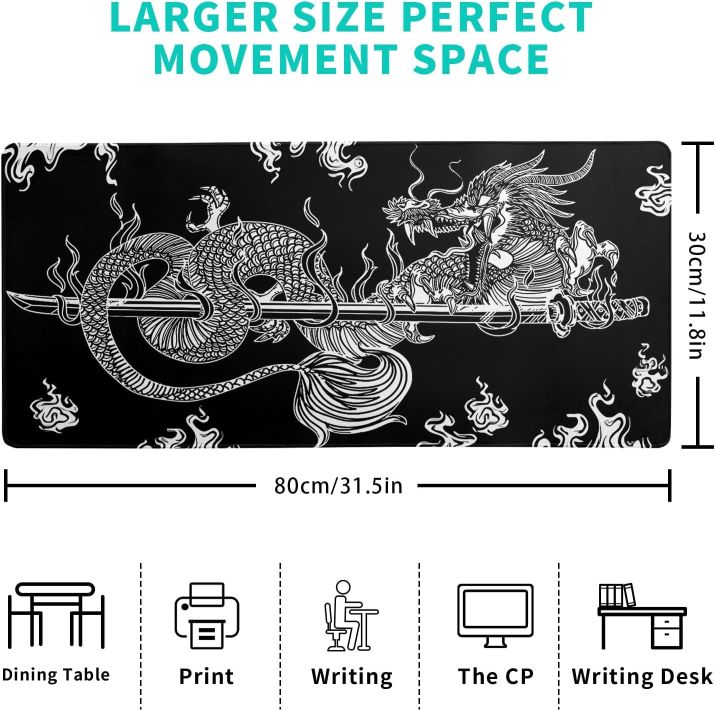 LARGER SIZE PERFECT
MOVEMENT SPACE
30cm/11.8in
80cm/31.5in
Dining Table
Print
Writing
The CP
Writing Desk